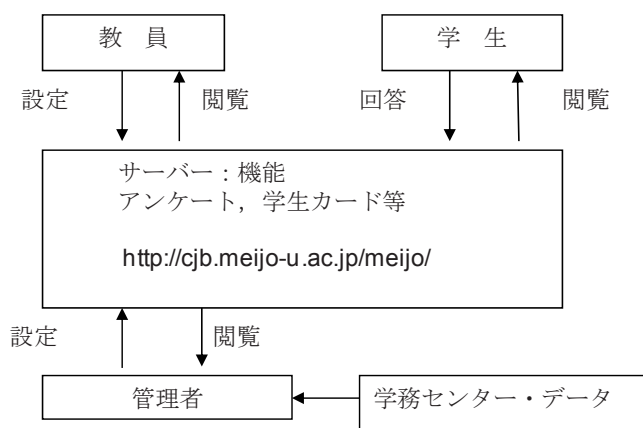 教　員
学　生
設定
閲覧
回答
閲覧
サーバー：機能
アンケート，学生カード等
http://cjb.meijo-u.ac.jp/meijo/
設定
閲覧
管理者
学務センター・データ